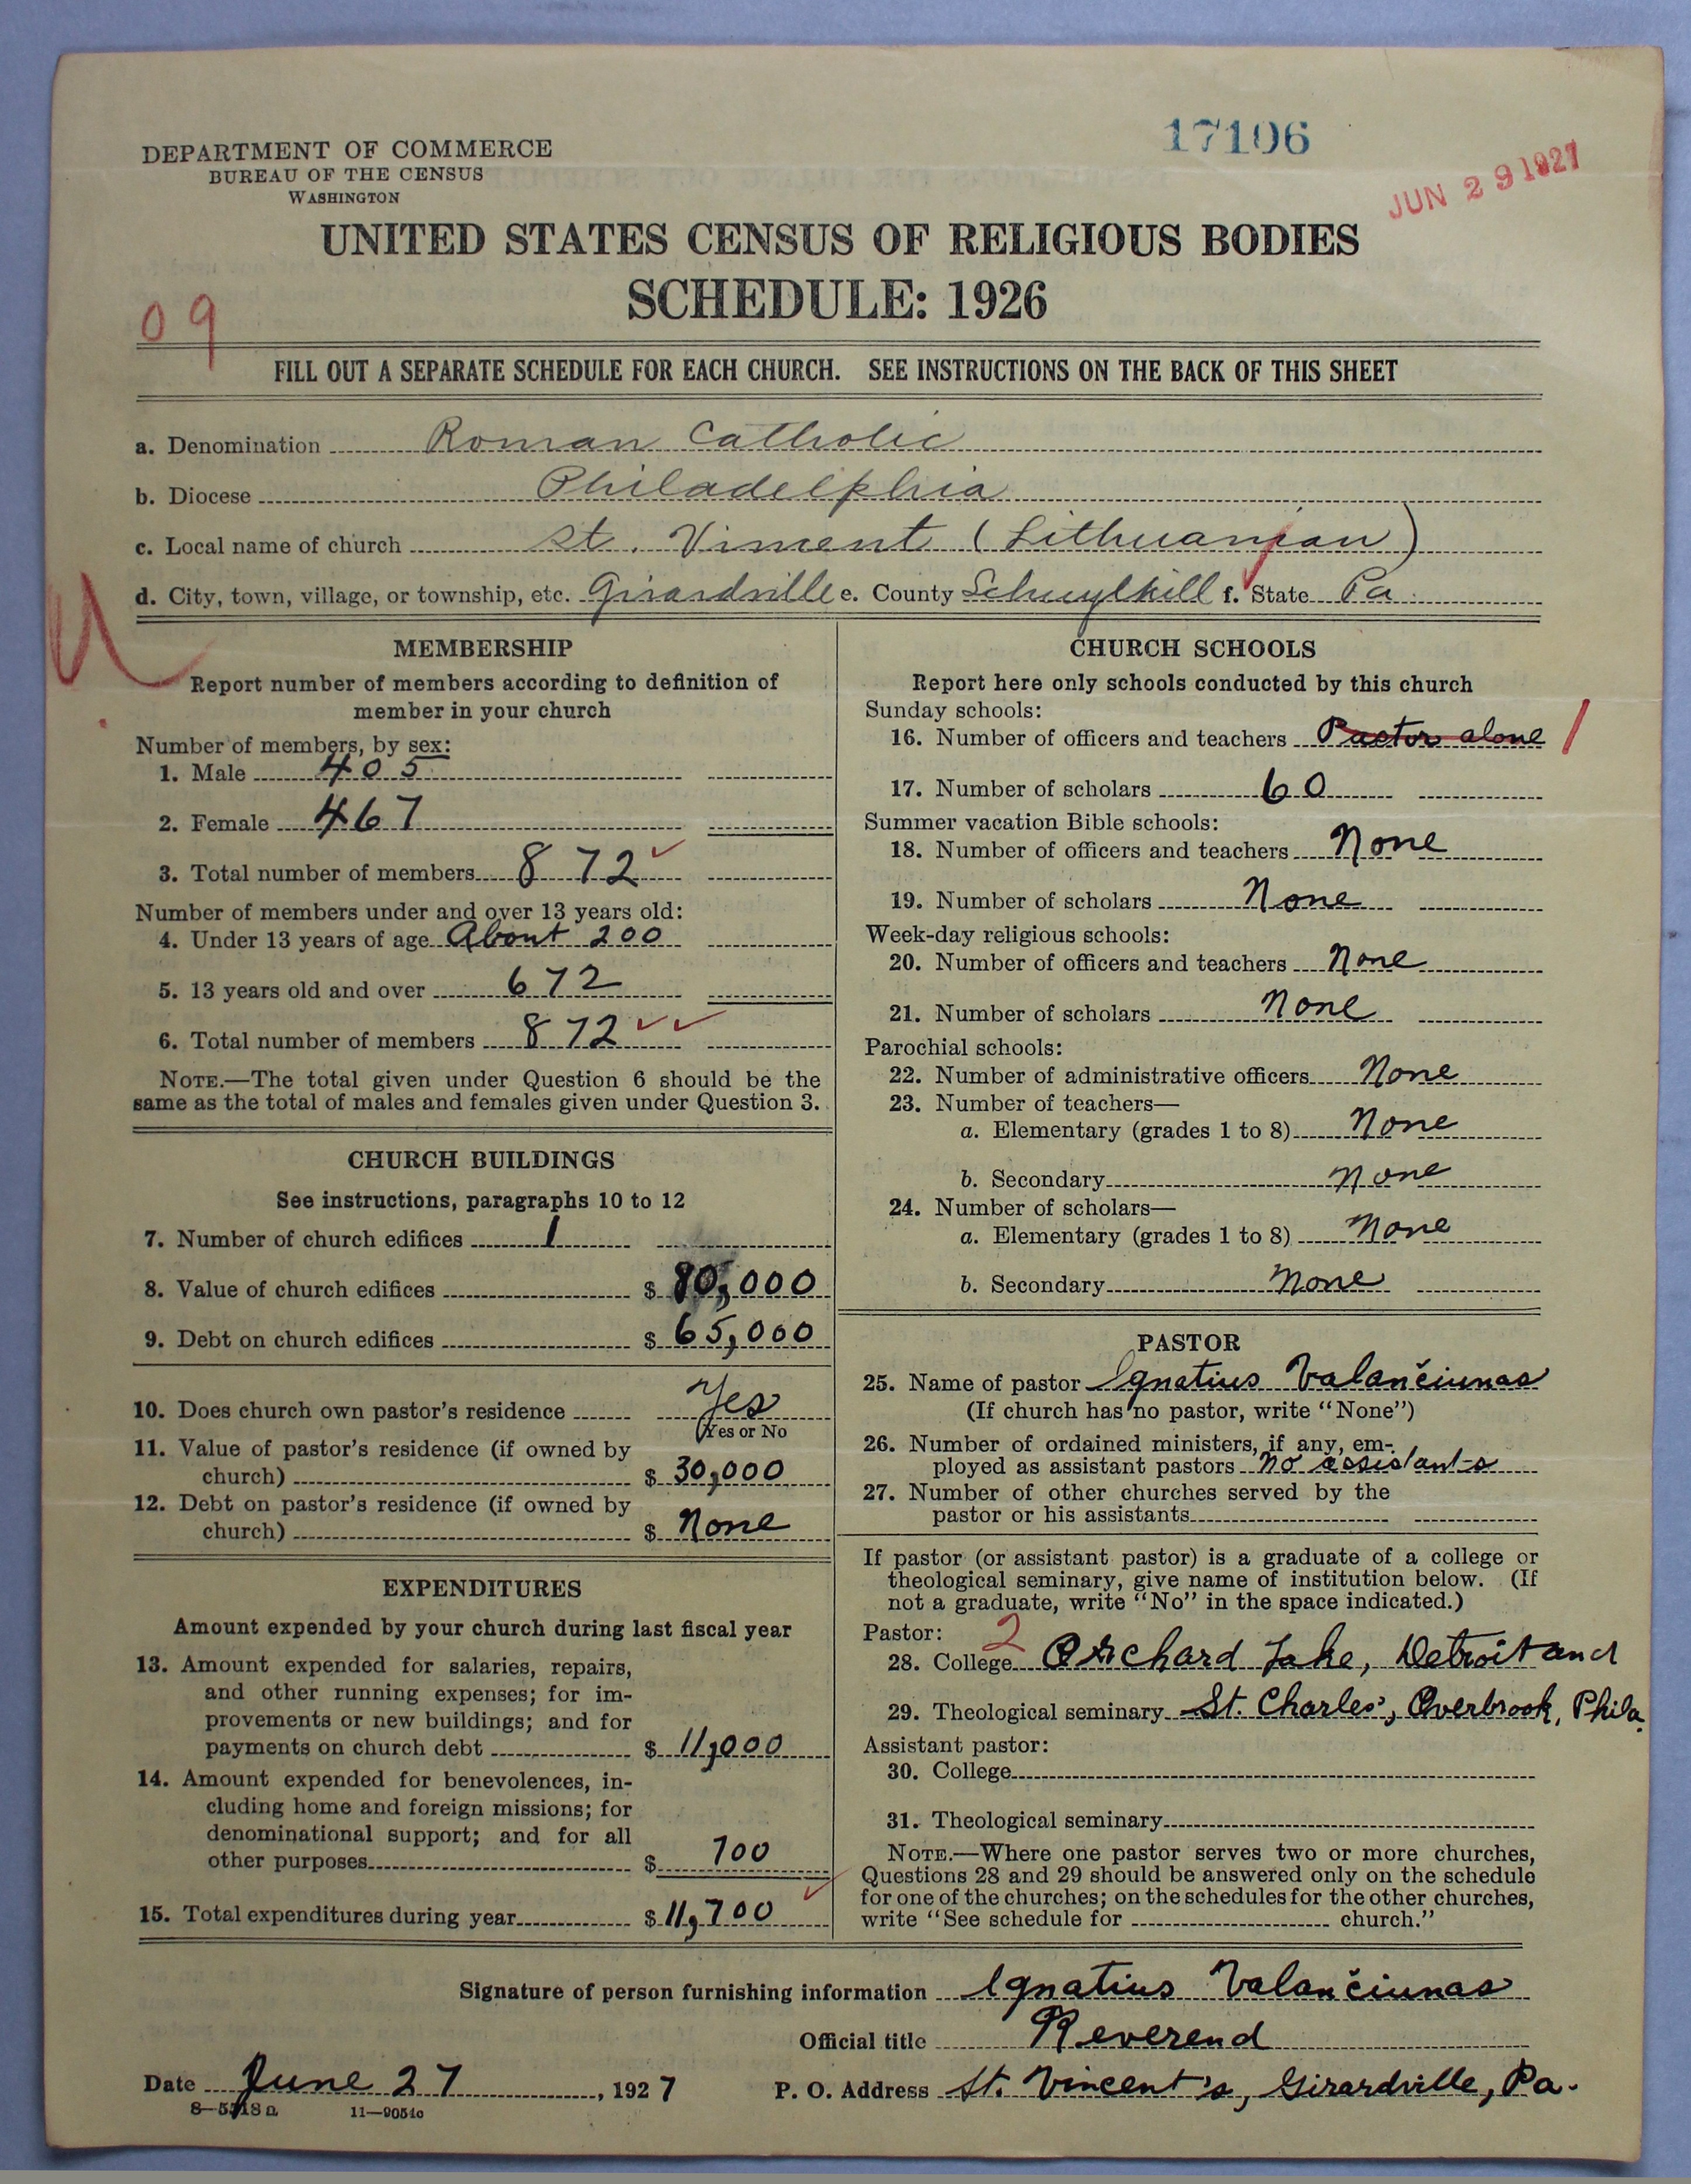 17106
JUN 29 1927
DEPARTMENT OF COMMERCE
BUREAU OF THE CENSUS
WASHINGTON
UNITED STATES CENSUS OF RELIGIOUS BODIES
SCHEDULE: 1926
09
FILL OUT A SEPARATE SCHEDULE FOR EACH CHURCH. SEE INSTRUCTIONS ON THE BACK OF THIS SHEET
a. Denomination Roman Catholic
b. Diocese Philadelphia
c. Local name of church St. Vincent (Lithuanian)
d. City, town, village, or township, etc. Girardville e. County Schuylkill f. State Pa.
MEMBERSHIP
Report number of members according to definition of
member in your church
Number of members, by sex:
1. Male 405
2. Female 467
3. Total number of members 872
Number of members under and over 13 years old:
4. Under 13 years of age About 200
5. 13 years old and over 672
6. Total number of members 872
NOTE.—The total given under Question 6 should be the
same as the total of males and females given under Question 3.
CHURCH BUILDINGS
See instructions, paragraphs 10 to 12
7. Number of church edifices 1
8. Value of church edifices $ 80,000
9. Debt on church edifices $ 65,000
10. Does church own pastor's residence Yes
(Yes or No
11. Value of pastor's residence (if owned by
church) $ 30,000
12. Debt on pastor's residence (if owned by
church) $ None
EXPENDITURES
Amount expended by your church during last fiscal year
13. Amount expended for salaries, repairs,
and other running expenses; for im-
provements or new buildings; and for
payments on church debt $ 11,000
14. Amount expended for benevolences, in-
cluding home and foreign missions; for
denominational support; and for all
other purposes $ 700
15. Total expenditures during year $ 11,700
CHURCH SCHOOLS
Report here only schools conducted by this church
Sunday schools:
16. Number of officers and teachers Pastor alone 1
17. Number of scholars 60
Summer vacation Bible schools:
18. Number of officers and teachers None
19. Number of scholars None
Week-day religious schools:
20. Number of officers and teachers None
21. Number of scholars None
Parochial schools:
22. Number of administrative officers None
23. Number of teachers—
a. Elementary (grades 1 to 8) None
b. Secondary None
24. Number of scholars—
a. Elementary (grades 1 to 8) None
b. Secondary None
PASTOR
25. Name of pastor Ignatius Valančiunas
(If church has no pastor, write "None")
26. Number of ordained ministers, if any, em-
ployed as assistant pastors No assistants
27. Number of other churches served by the
pastor or his assistants
If pastor (or assistant pastor) is a graduate of a college or
theological seminary, give name of institution below. (If
not a graduate, write "No" in the space indicated.)
Pastor: 2
28. College Orchard Lake, Detroit and
29. Theological seminary St. Charles', Overbrook, Phila.
Assistant pastor:
30. College
31. Theological seminary
NOTE.—Where one pastor serves two or more churches,
Questions 28 and 29 should be answered only on the schedule
for one of the churches; on the schedules for the other churches,
write "See schedule for church."
Signature of person furnishing information Ignatius Valančiunas
Official title Reverend
Date June 27, 1927 P. O. Address St. Vincent's, Girardville, Pa.
8—5518a 11—9051c